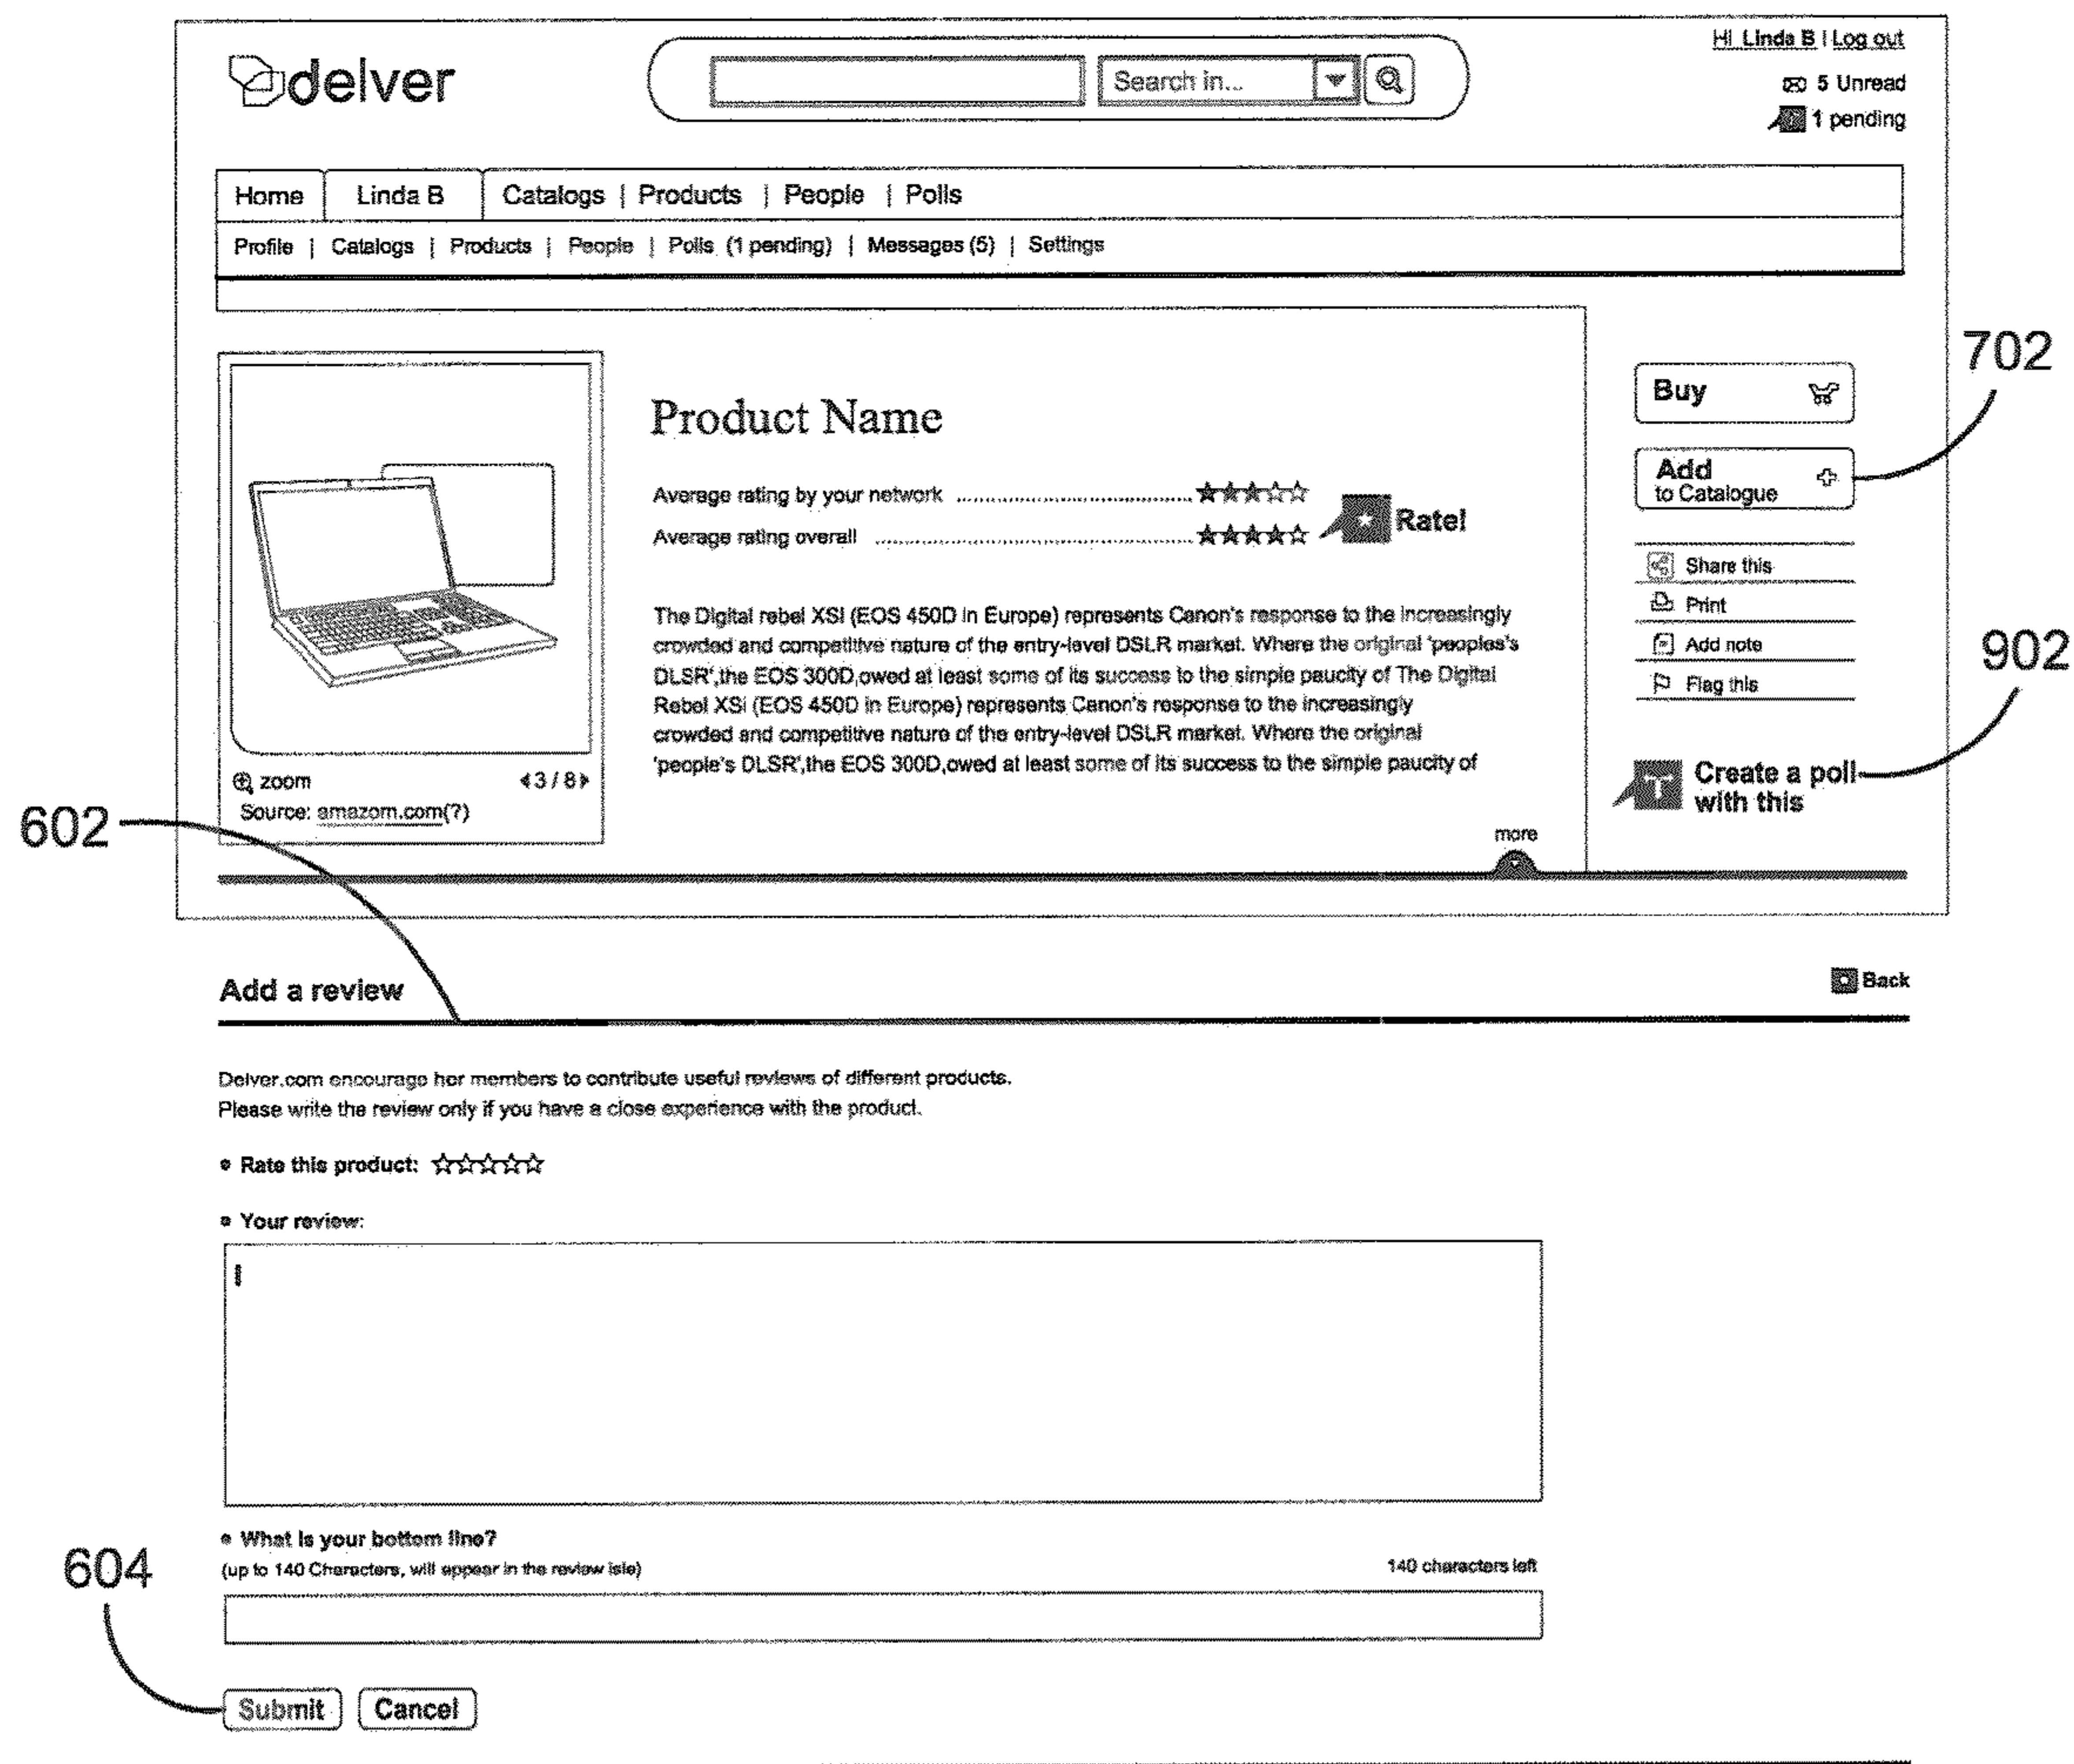 delver
Search in...
Hi Linda B | Log out
5 Unread
1 pending
Home Linda B Catalogs | Products | People | Polls
Profile | Catalogs | Products | People | Polls (1 pending) | Messages (5) | Settings
702
Buy
Product Name
Add
to Catalogue
Average rating by your network
Average rating overall
Rate!
Share this
Print
Add note
Flag this
902
The Digital rebel XSI (EOS 450D in Europe) represents Canon's response to the increasingly
crowded and competitive nature of the entry-level DSLR market. Where the original 'peoples's
DLSR',the EOS 300D,owed at least some of its success to the simple paucity of The Digital
Rebel XSi (EOS 450D in Europe) represents Canon's response to the increasingly
crowded and competitive nature of the entry-level DSLR market. Where the original
'people's DLSR',the EOS 300D,owed at least some of its success to the simple paucity of
zoom 3 / 8
Source: amazom.com(?)
Create a poll
with this
602
more
Add a review
Back
Delver.com encourage her members to contribute useful reviews of different products.
Please write the review only if you have a close experience with the product.
Rate this product:
Your review:
What is your bottom line?
(up to 140 Characters, will appear in the review isle)
140 characters left
604
Submit Cancel